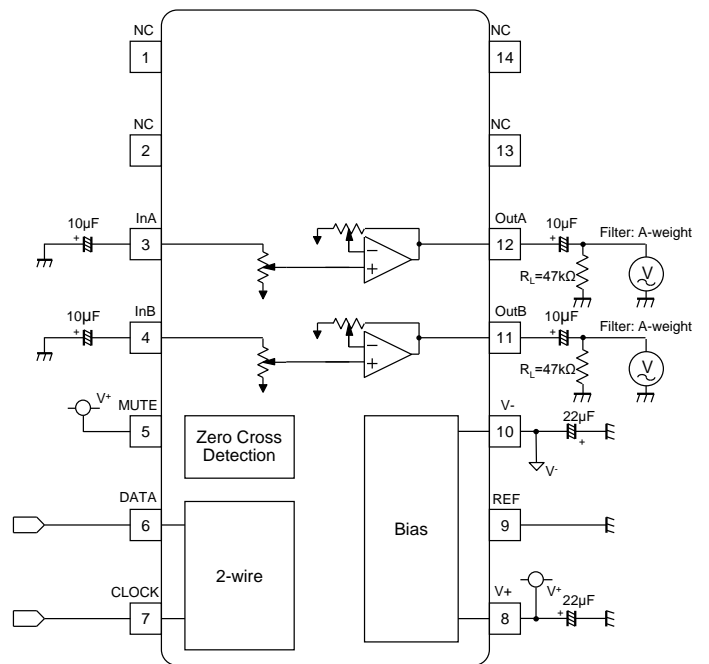 NC
1
NC
14
NC
2
NC
13
10µF
+
InA
3
OutA
12
10µF
+
Filter: A-weight
−
+
RL=47kΩ
V
10µF
+
InB
4
OutB
11
10µF
+
Filter: A-weight
−
+
RL=47kΩ
V
V+
MUTE
5
Zero Cross
Detection
V-
10
22µF
+
V-
DATA
6
REF
9
2-wire
Bias
CLOCK
7
V+
8
V+
22µF
+